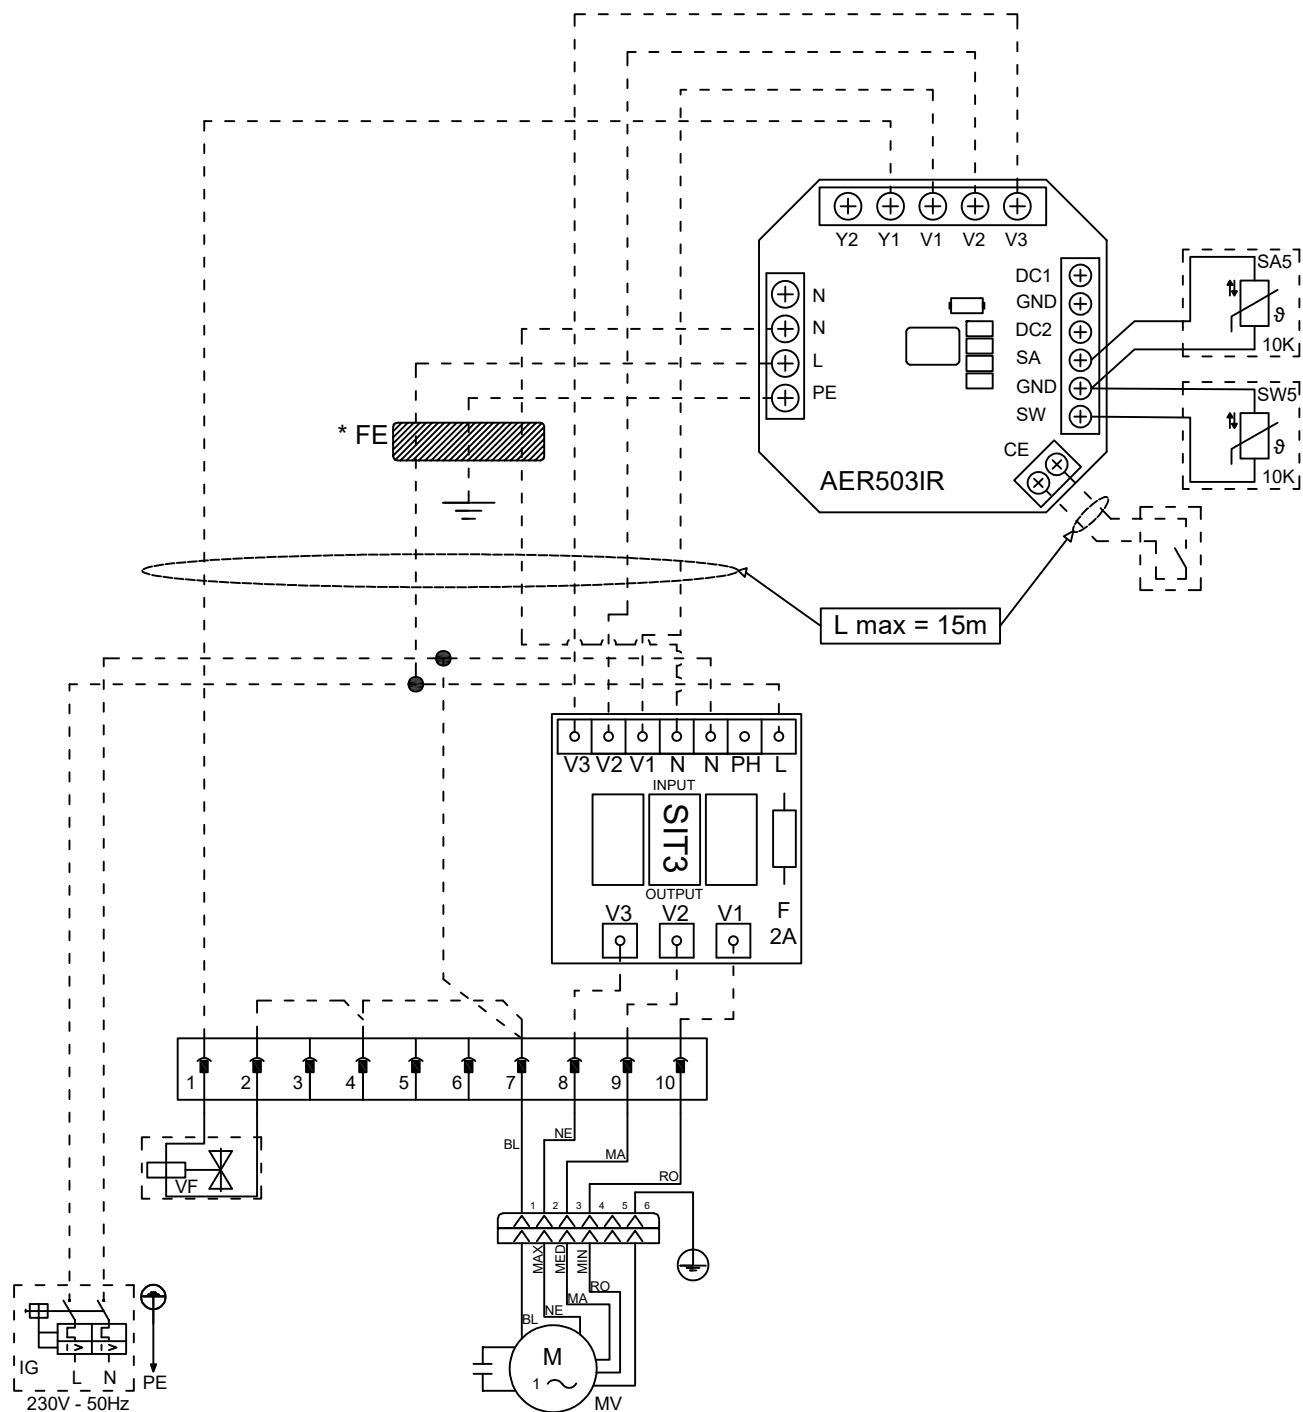 Y2 Y1 V1 V2 V3
N
N
L
PE
DC1
GND
DC2
SA
GND
SW
CE
AER503IR
SA5
ϑ
10K
SW5
ϑ
10K
* FE
L max = 15m
V3 V2 V1 N N PH L
INPUT
SIT3
OUTPUT
V3 V2 V1
F
2A
1 2 3 4 5 6 7 8 9 10
VF
BL
NE
MA
RO
1 2 3 4 5 6
MAX
MED
MIN
RO
MA
NE
BL
M
1
MV
I> I>
IG
L N
PE
230V - 50Hz